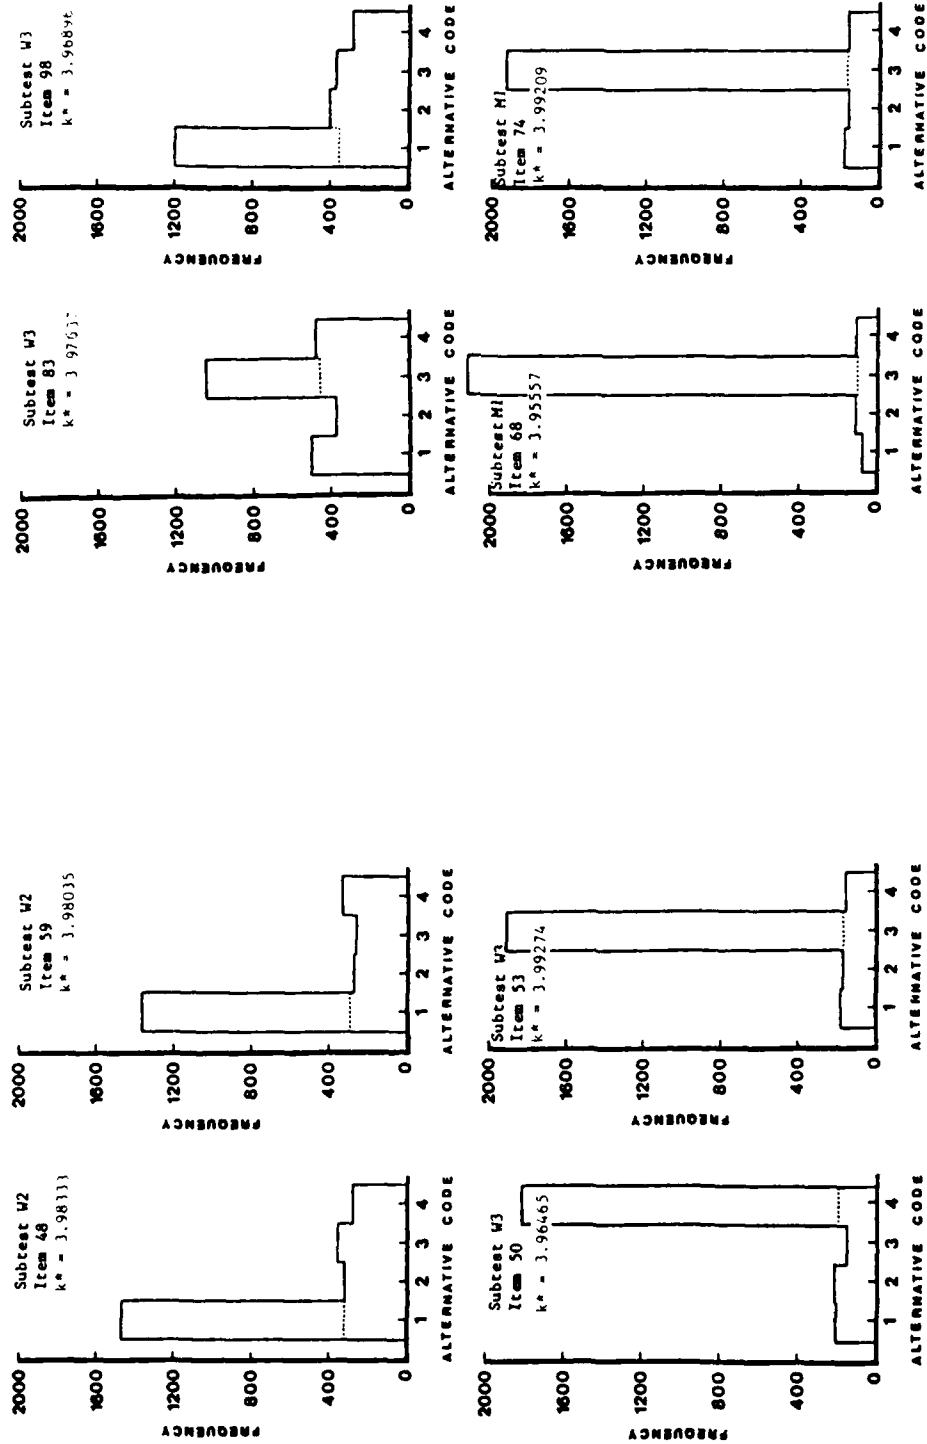 Subtest W2
Item 48
k* = 3.98333
2000
1600
1200
800
400
0
FREQUENCY
1 2 3 4
ALTERNATIVE CODE
Subtest W2
Item 59
k* = 3.98035
2000
1600
1200
800
400
0
FREQUENCY
1 2 3 4
ALTERNATIVE CODE
Subtest W3
Item 83
k* =
2000
1600
1200
800
400
0
FREQUENCY
1 2 3 4
ALTERNATIVE CODE
Subtest W3
Item 98
k* = 3.96896
2000
1600
1200
800
400
0
FREQUENCY
1 2 3 4
ALTERNATIVE CODE
Subtest W3
Item 50
k* = 3.96465
2000
1600
1200
800
400
0
FREQUENCY
1 2 3 4
ALTERNATIVE CODE
Subtest W3
Item 53
k* = 3.99274
2000
1600
1200
800
400
0
FREQUENCY
1 2 3 4
ALTERNATIVE CODE
Subtest M1
Item 68
k* = 3.95557
2000
1600
1200
800
400
0
FREQUENCY
1 2 3 4
ALTERNATIVE CODE
Subtest M1
Item 74
k* = 3.99209
2000
1600
1200
800
400
0
FREQUENCY
1 2 3 4
ALTERNATIVE CODE